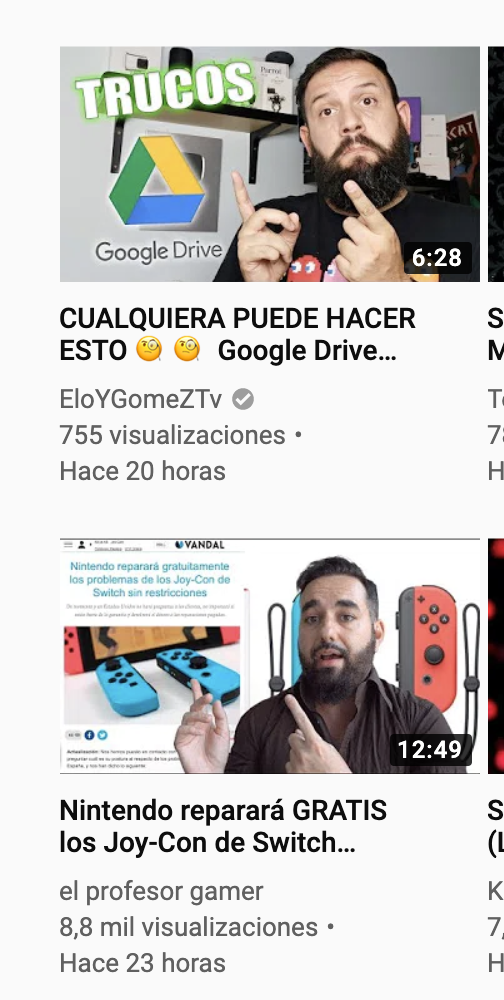 TRUCOS
Google Drive
6:28
CUALQUIERA PUEDE HACER
ESTO 🧐 🧐 Google Drive...
EloYGomeZTv
755 visualizaciones •
Hace 20 horas
VANDAL
Nintendo reparará gratuitamente
los problemas de los Joy-Con de
Switch sin restricciones
12:49
Nintendo reparará GRATIS
los Joy-Con de Switch...
el profesor gamer
8,8 mil visualizaciones •
Hace 23 horas